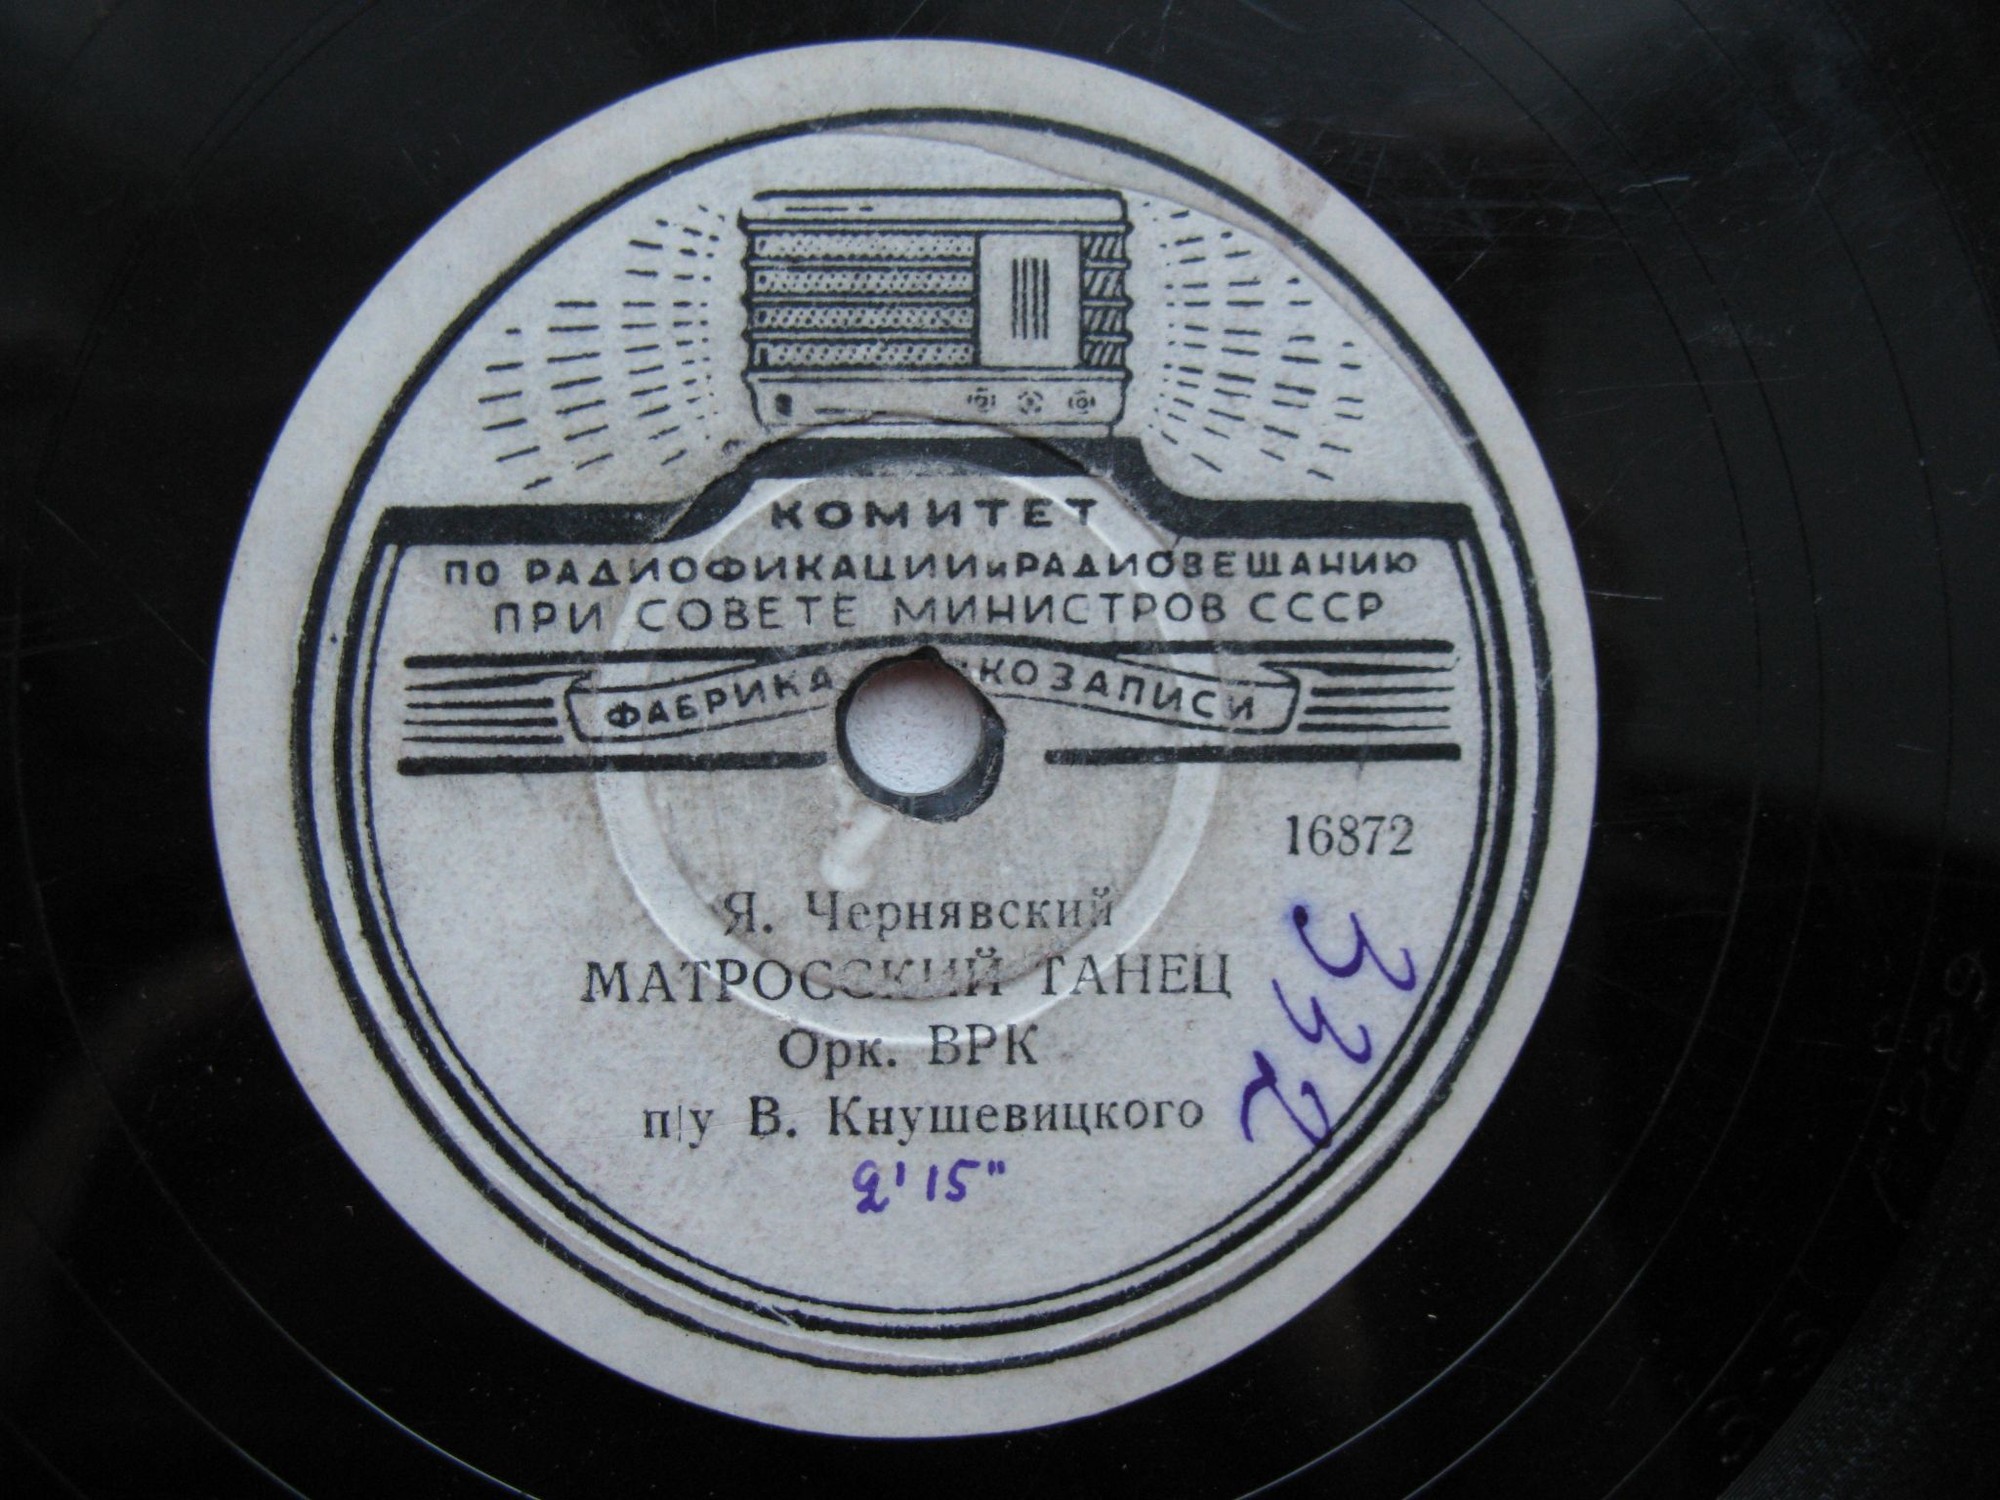 КОМИТЕТ
ПО РАДИОФИКАЦИИ и РАДИОВЕЩАНИЮ
ПРИ СОВЕТЕ МИНИСТРОВ СССР
ФАБРИКА КОЗАПИСИ
16872
332
Я. Чернявский
МАТРОССКИЙ ТАНЕЦ
Орк. ВРК
п/у В. Кнушевицкого
2' 15"